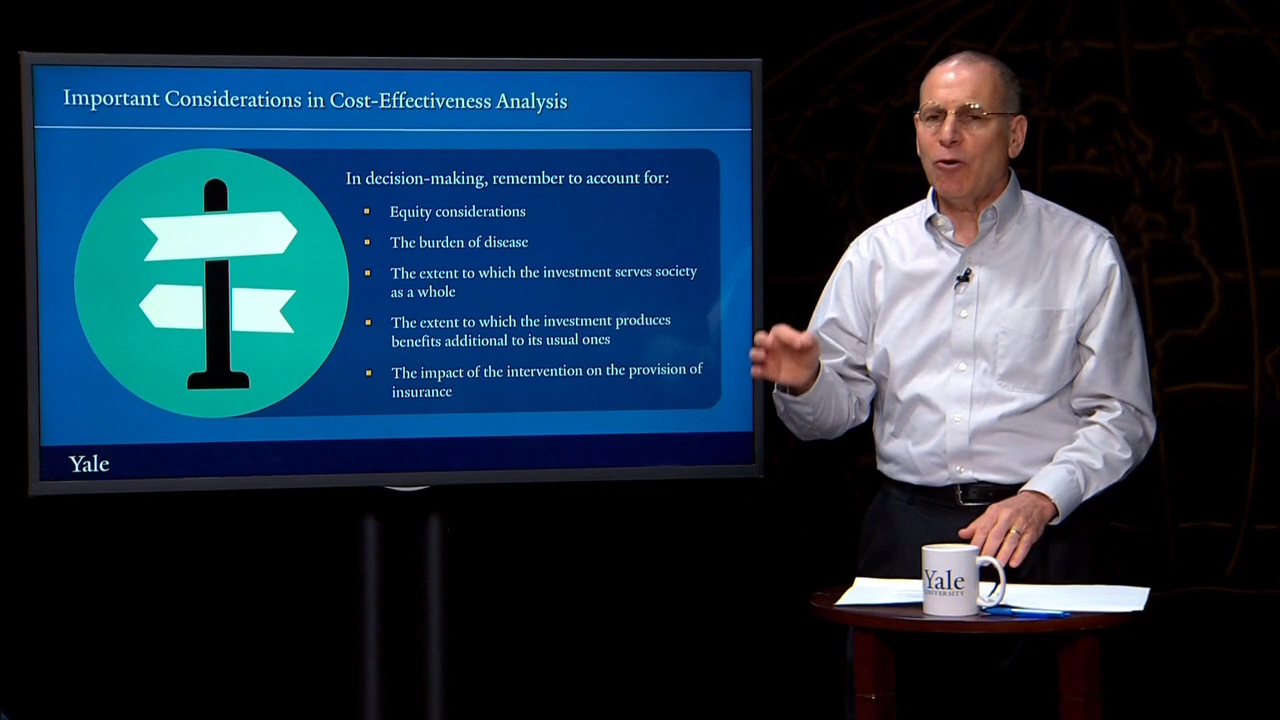 Important Considerations in Cost-Effectiveness Analysis
In decision-making, remember to account for:
Equity considerations
The burden of disease
The extent to which the investment serves society
as a whole
The extent to which the investment produces
benefits additional to its usual ones
The impact of the intervention on the provision of
insurance
Yale
Yale
UNIVERSITY